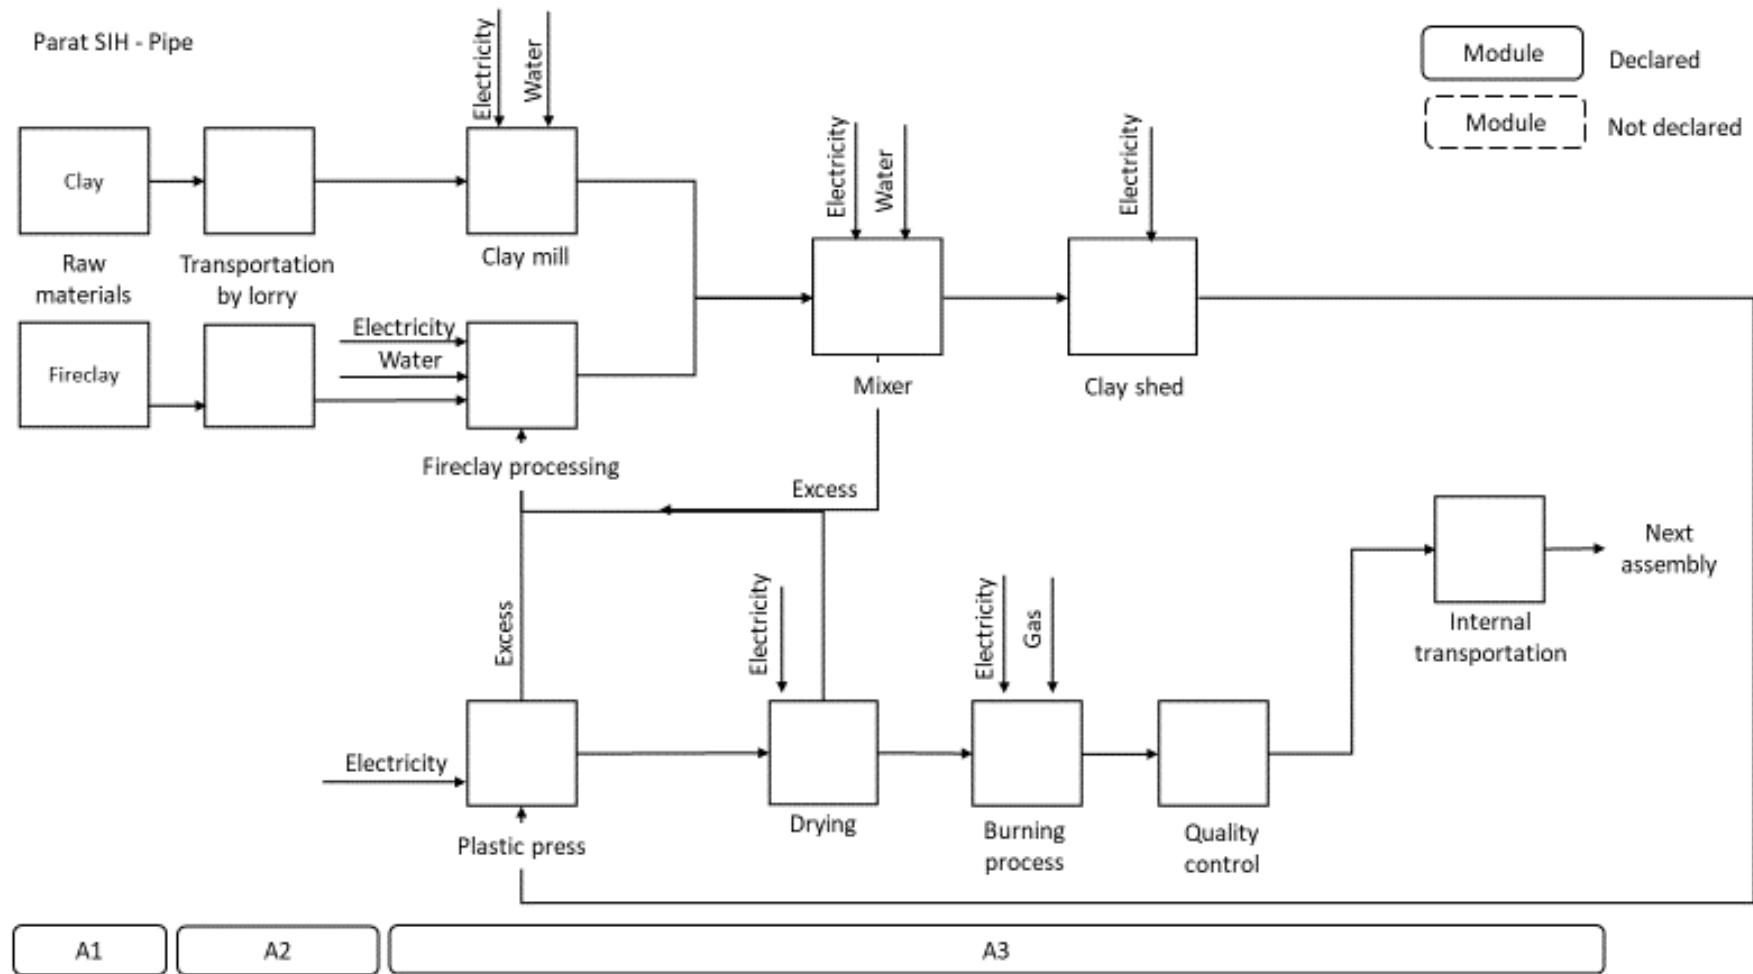 Parat SIH - Pipe
Electricity
Water
Module
Declared
Module
Not declared
Clay
Clay mill
Electricity
Water
Electricity
Raw
materials
Transportation
by lorry
Fireclay
Electricity
Water
Mixer
Clay shed
Fireclay processing
Excess
Excess
Electricity
Electricity
Gas
Next
assembly
Internal
transportation
Electricity
Plastic press
Drying
Burning
process
Quality
control
A1
A2
A3